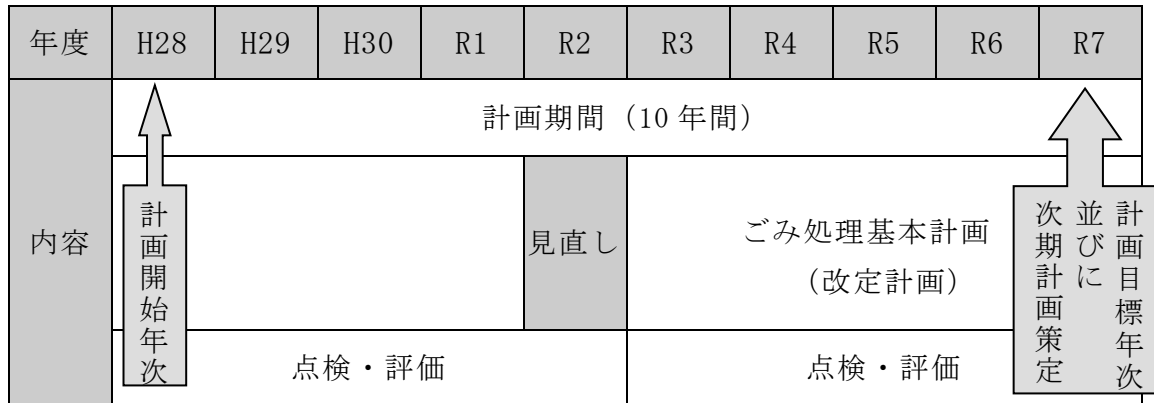 年度 H28 H29 H30 R1 R2 R3 R4 R5 R6 R7
内容
計画期間（10 年間）
計画開始年次
見直し
ごみ処理基本計画
（改定計画）
計画目標年次
並びに
次期計画策定
点検・評価
点検・評価